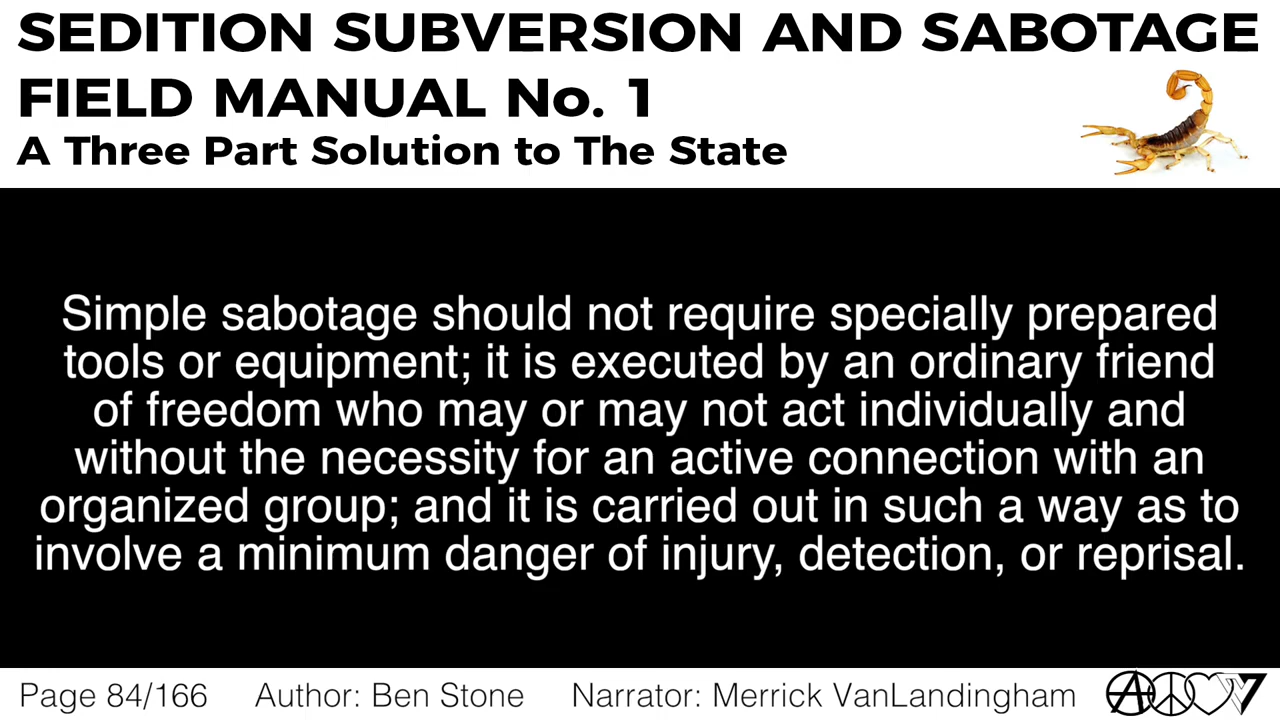 SEDITION SUBVERSION AND SABOTAGE
FIELD MANUAL No. 1
A Three Part Solution to The State
Simple sabotage should not require specially prepared
tools or equipment; it is executed by an ordinary friend
of freedom who may or may not act individually and
without the necessity for an active connection with an
organized group; and it is carried out in such a way as to
involve a minimum danger of injury, detection, or reprisal.
Page 84/166 Author: Ben Stone Narrator: Merrick VanLandingham